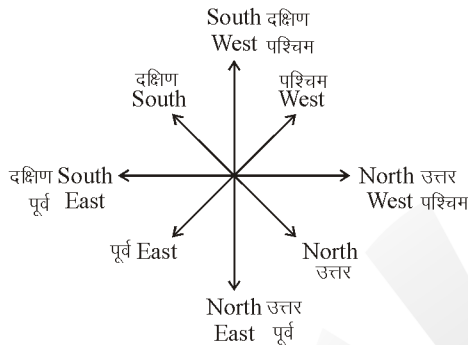 South दक्षिण
West पश्चिम
दक्षिण
South
पश्चिम
West
दक्षिण South
पूर्व East
North उत्तर
West पश्चिम
पूर्व East
North
उत्तर
North उत्तर
East पूर्व